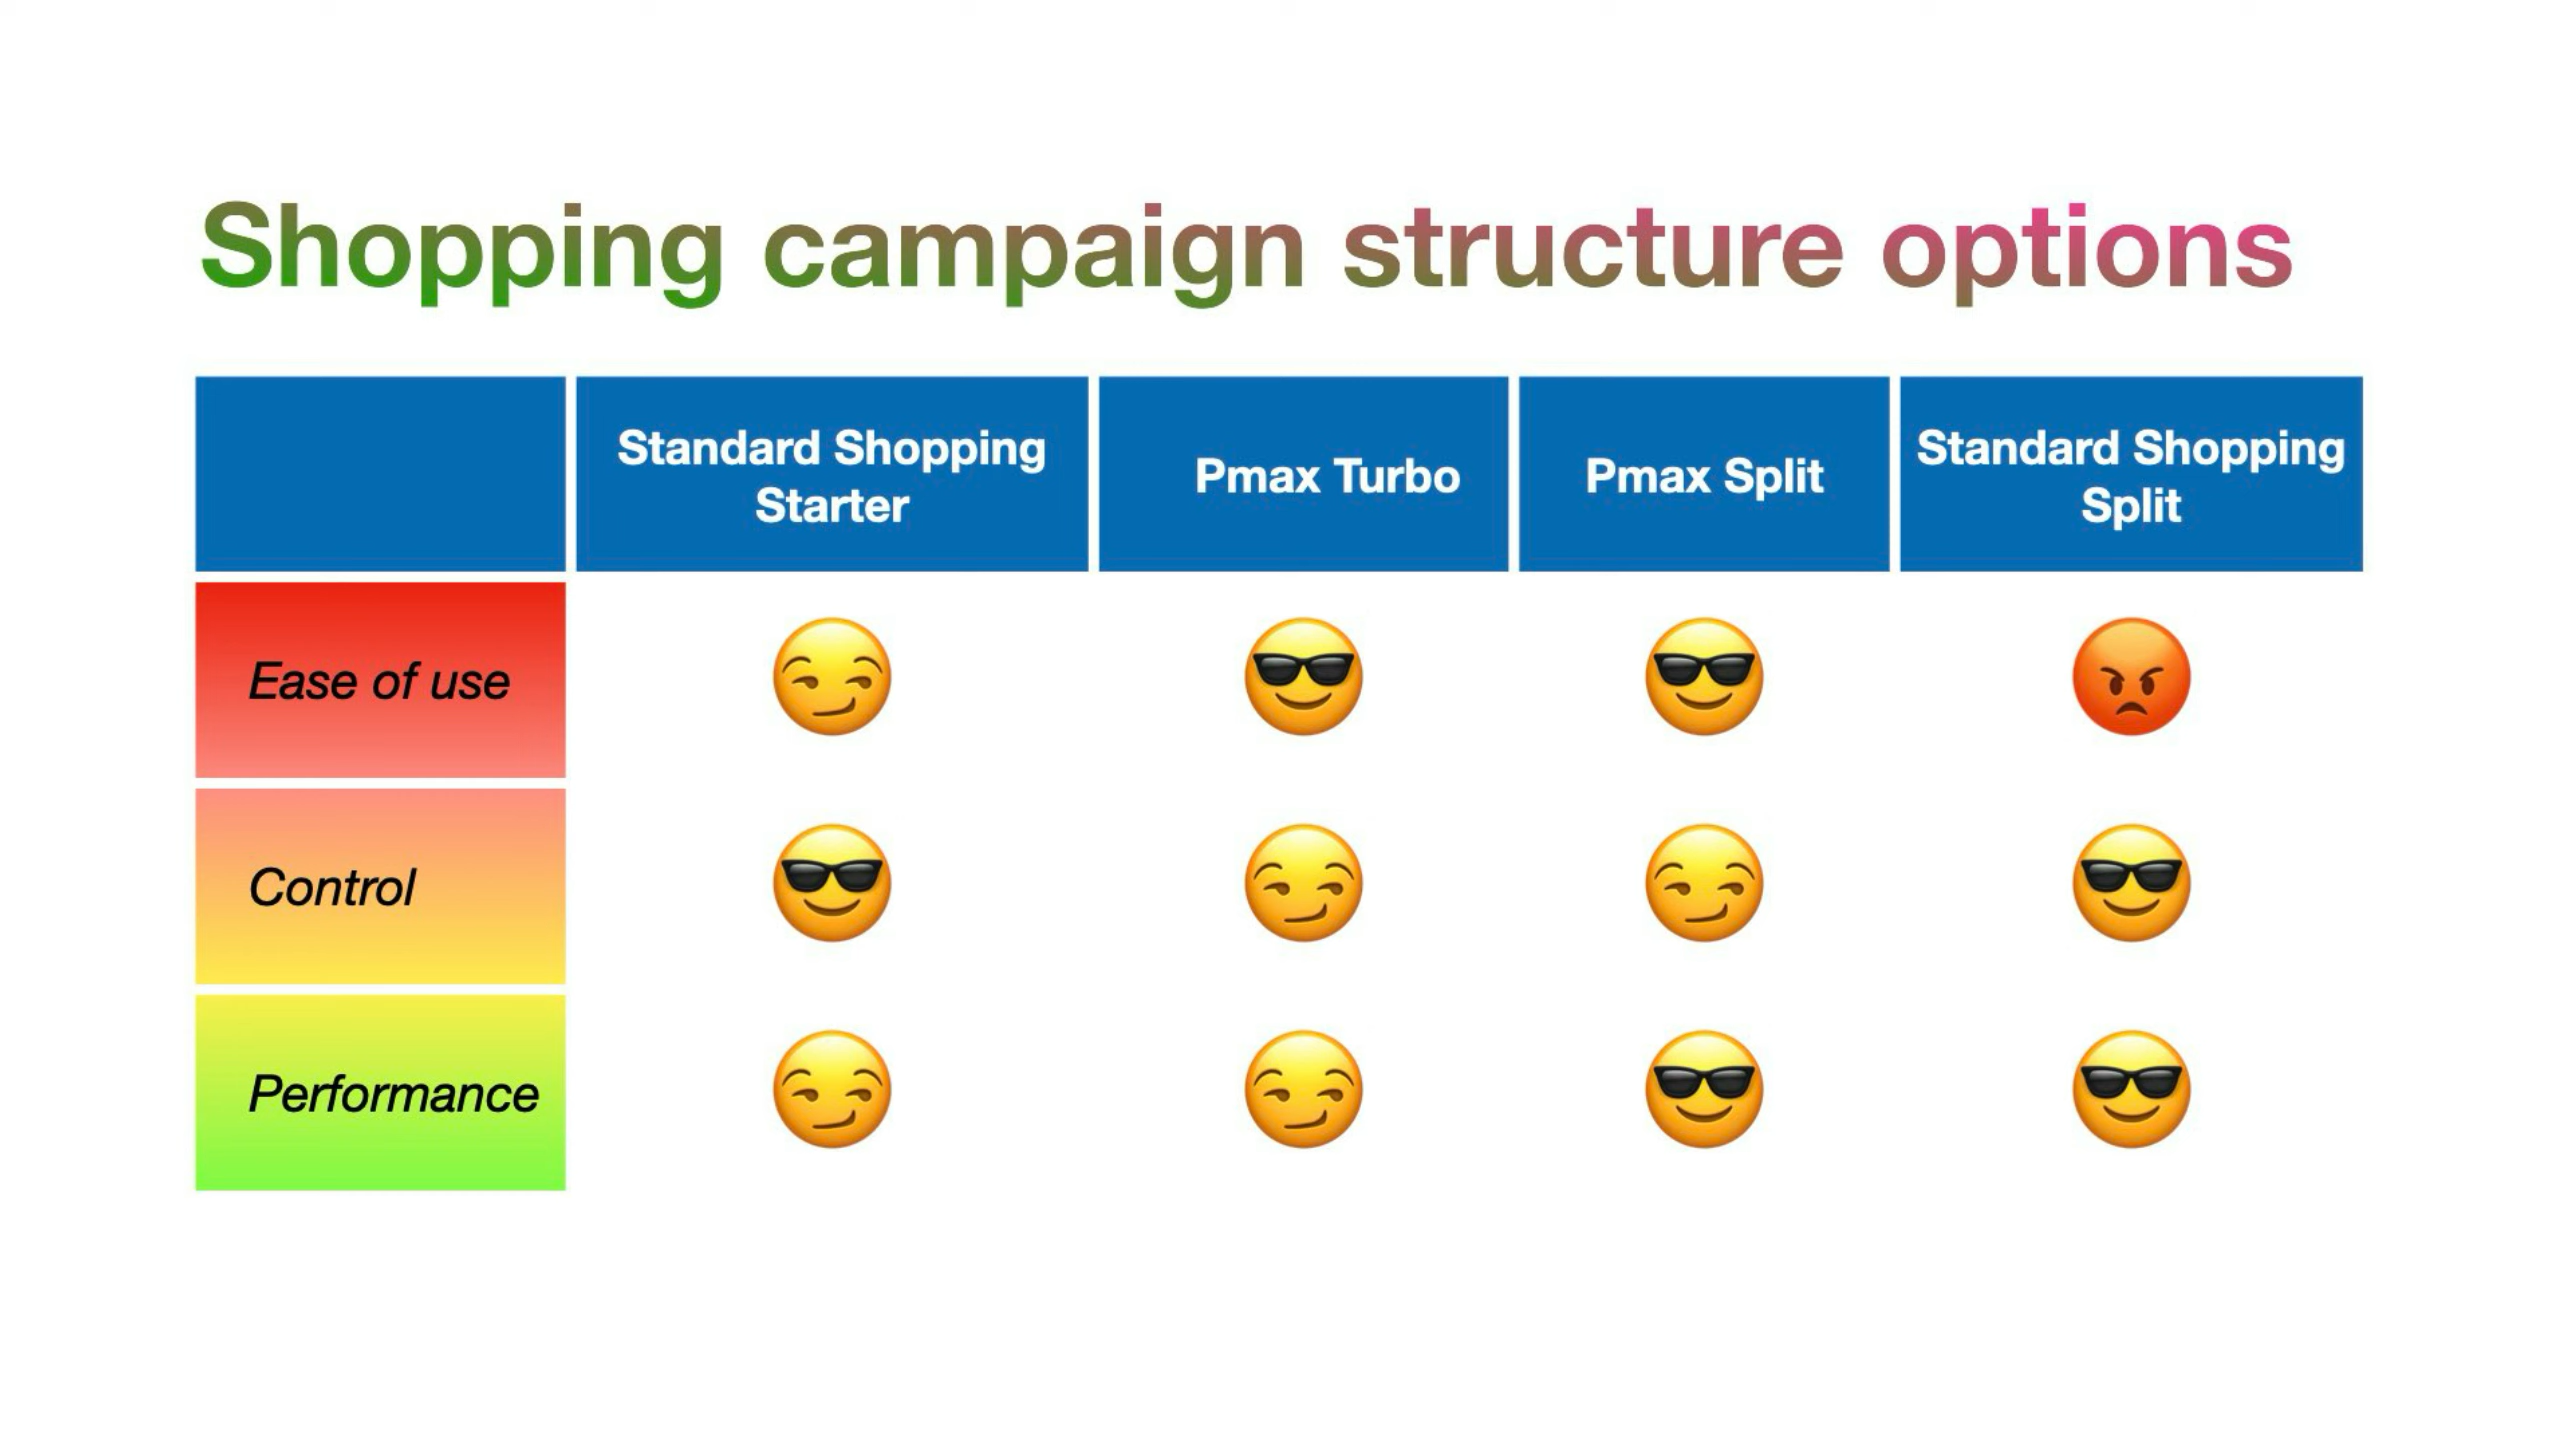 Shopping campaign structure options
Standard Shopping
Starter
Pmax Turbo
Pmax Split
Standard Shopping
Split
Ease of use
Control
Performance